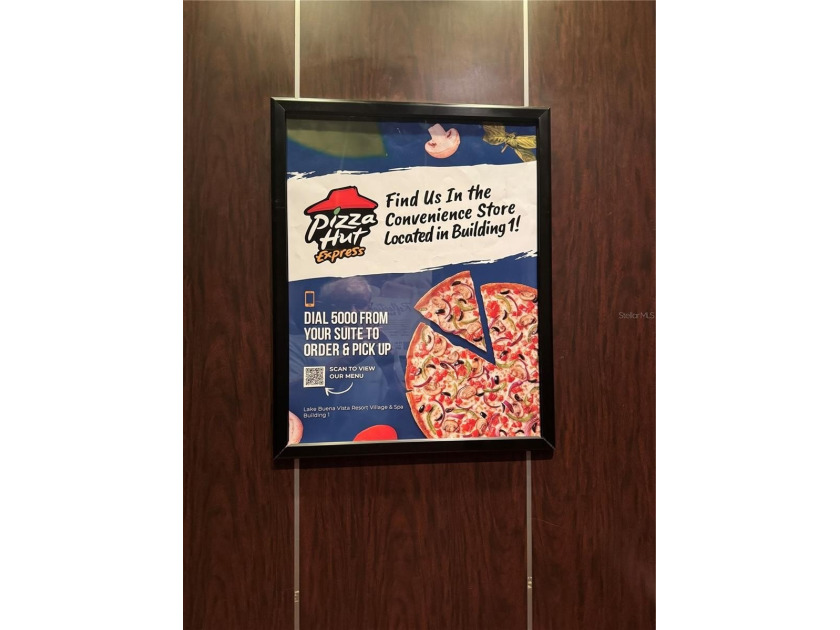 Pizza
Hut
Express
Find Us In the
Convenience Store
Located in Building 1!
DIAL 5000 FROM
YOUR SUITE TO
ORDER & PICK UP
SCAN TO VIEW
OUR MENU
Lake Buena Vista Resort Village & Spa
Building 1
StellarMLS